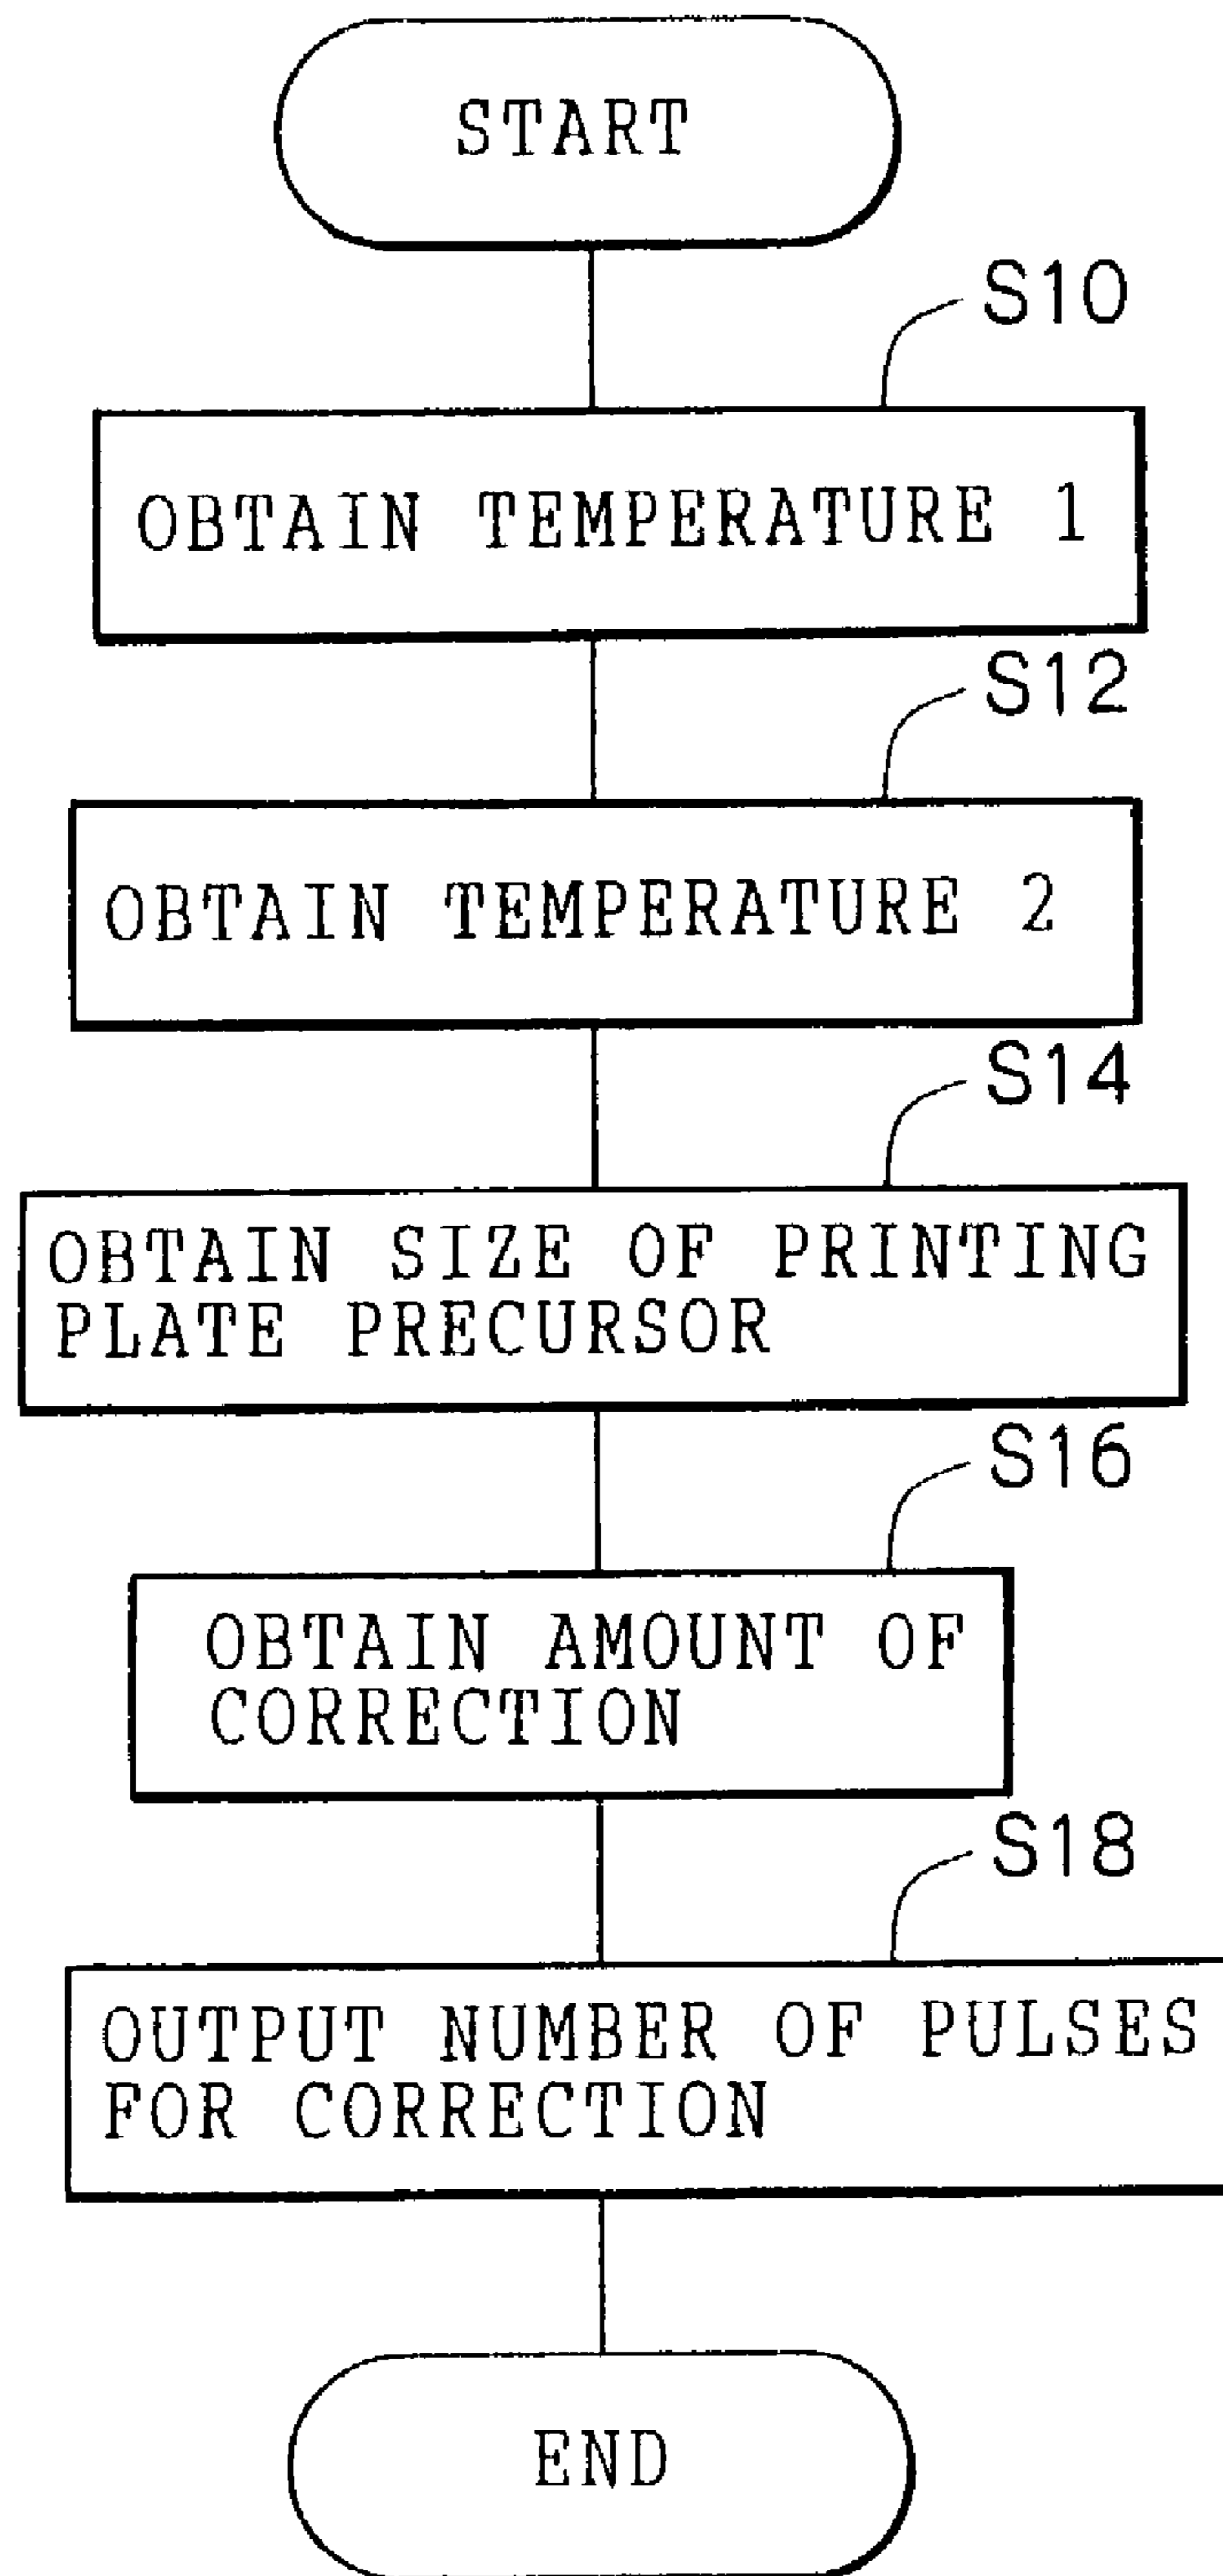 START
S10
OBTAIN TEMPERATURE 1
S12
OBTAIN TEMPERATURE 2
S14
OBTAIN SIZE OF PRINTING
PLATE PRECURSOR
S16
OBTAIN AMOUNT OF
CORRECTION
S18
OUTPUT NUMBER OF PULSES
FOR CORRECTION
END